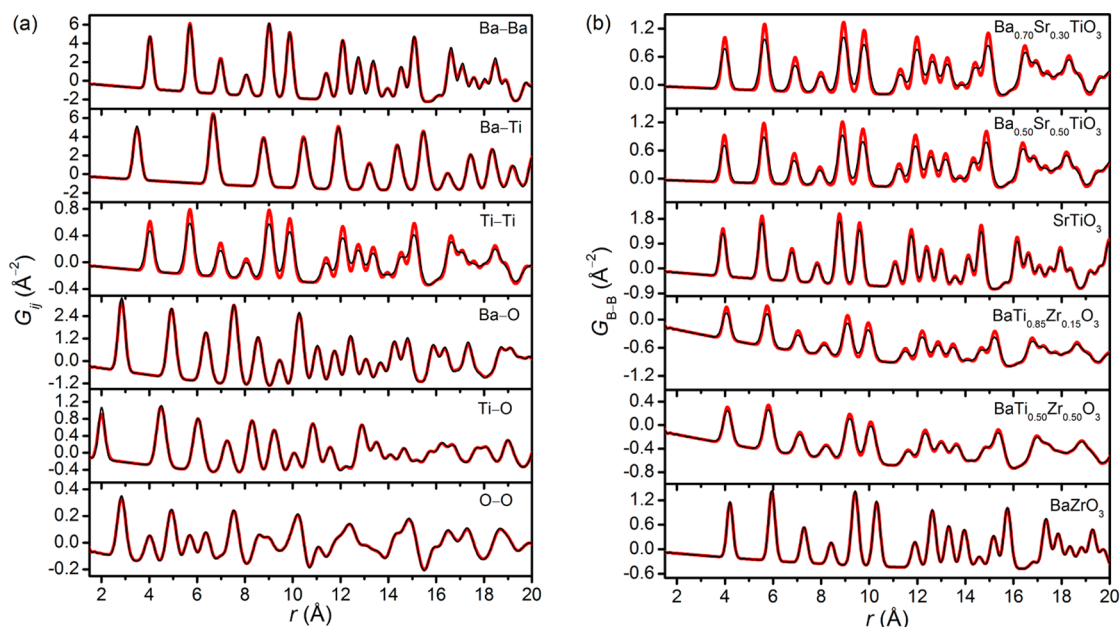 (a)
Ba–Ba
6
4
2
0
-2
Ba–Ti
6
4
2
0
-2
Ti–Ti
0.8
0.4
0.0
-0.4
Ba–O
2.4
1.2
0.0
-1.2
Ti–O
1.2
0.8
0.4
0.0
-0.4
O–O
0.4
0.2
0.0
-0.2
G_ij (Å⁻²)
2 4 6 8 10 12 14 16 18 20
r (Å)
(b)
Ba₀.₇₀Sr₀.₃₀TiO₃
1.2
0.6
0.0
Ba₀.₅₀Sr₀.₅₀TiO₃
1.2
0.6
0.0
SrTiO₃
1.8
0.9
0.0
-0.9
BaTi₀.₈₅Zr₀.₁₅O₃
0.0
-0.6
-1.2
BaTi₀.₅₀Zr₀.₅₀O₃
0.4
0.0
-0.4
-0.8
BaZrO₃
1.2
0.6
0.0
-0.6
G_B–B (Å⁻²)
2 4 6 8 10 12 14 16 18 20
r (Å)